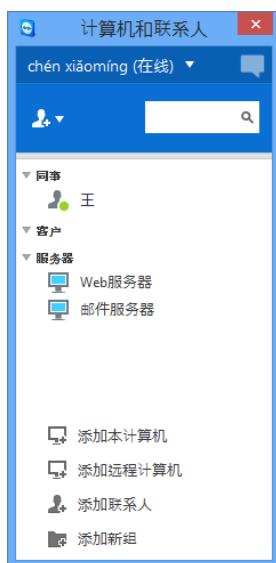 计算机和联系人
chén xiǎomíng (在线)
同事
王
客户
服务器
Web服务器
邮件服务器
添加本计算机
添加远程计算机
添加联系人
添加新组